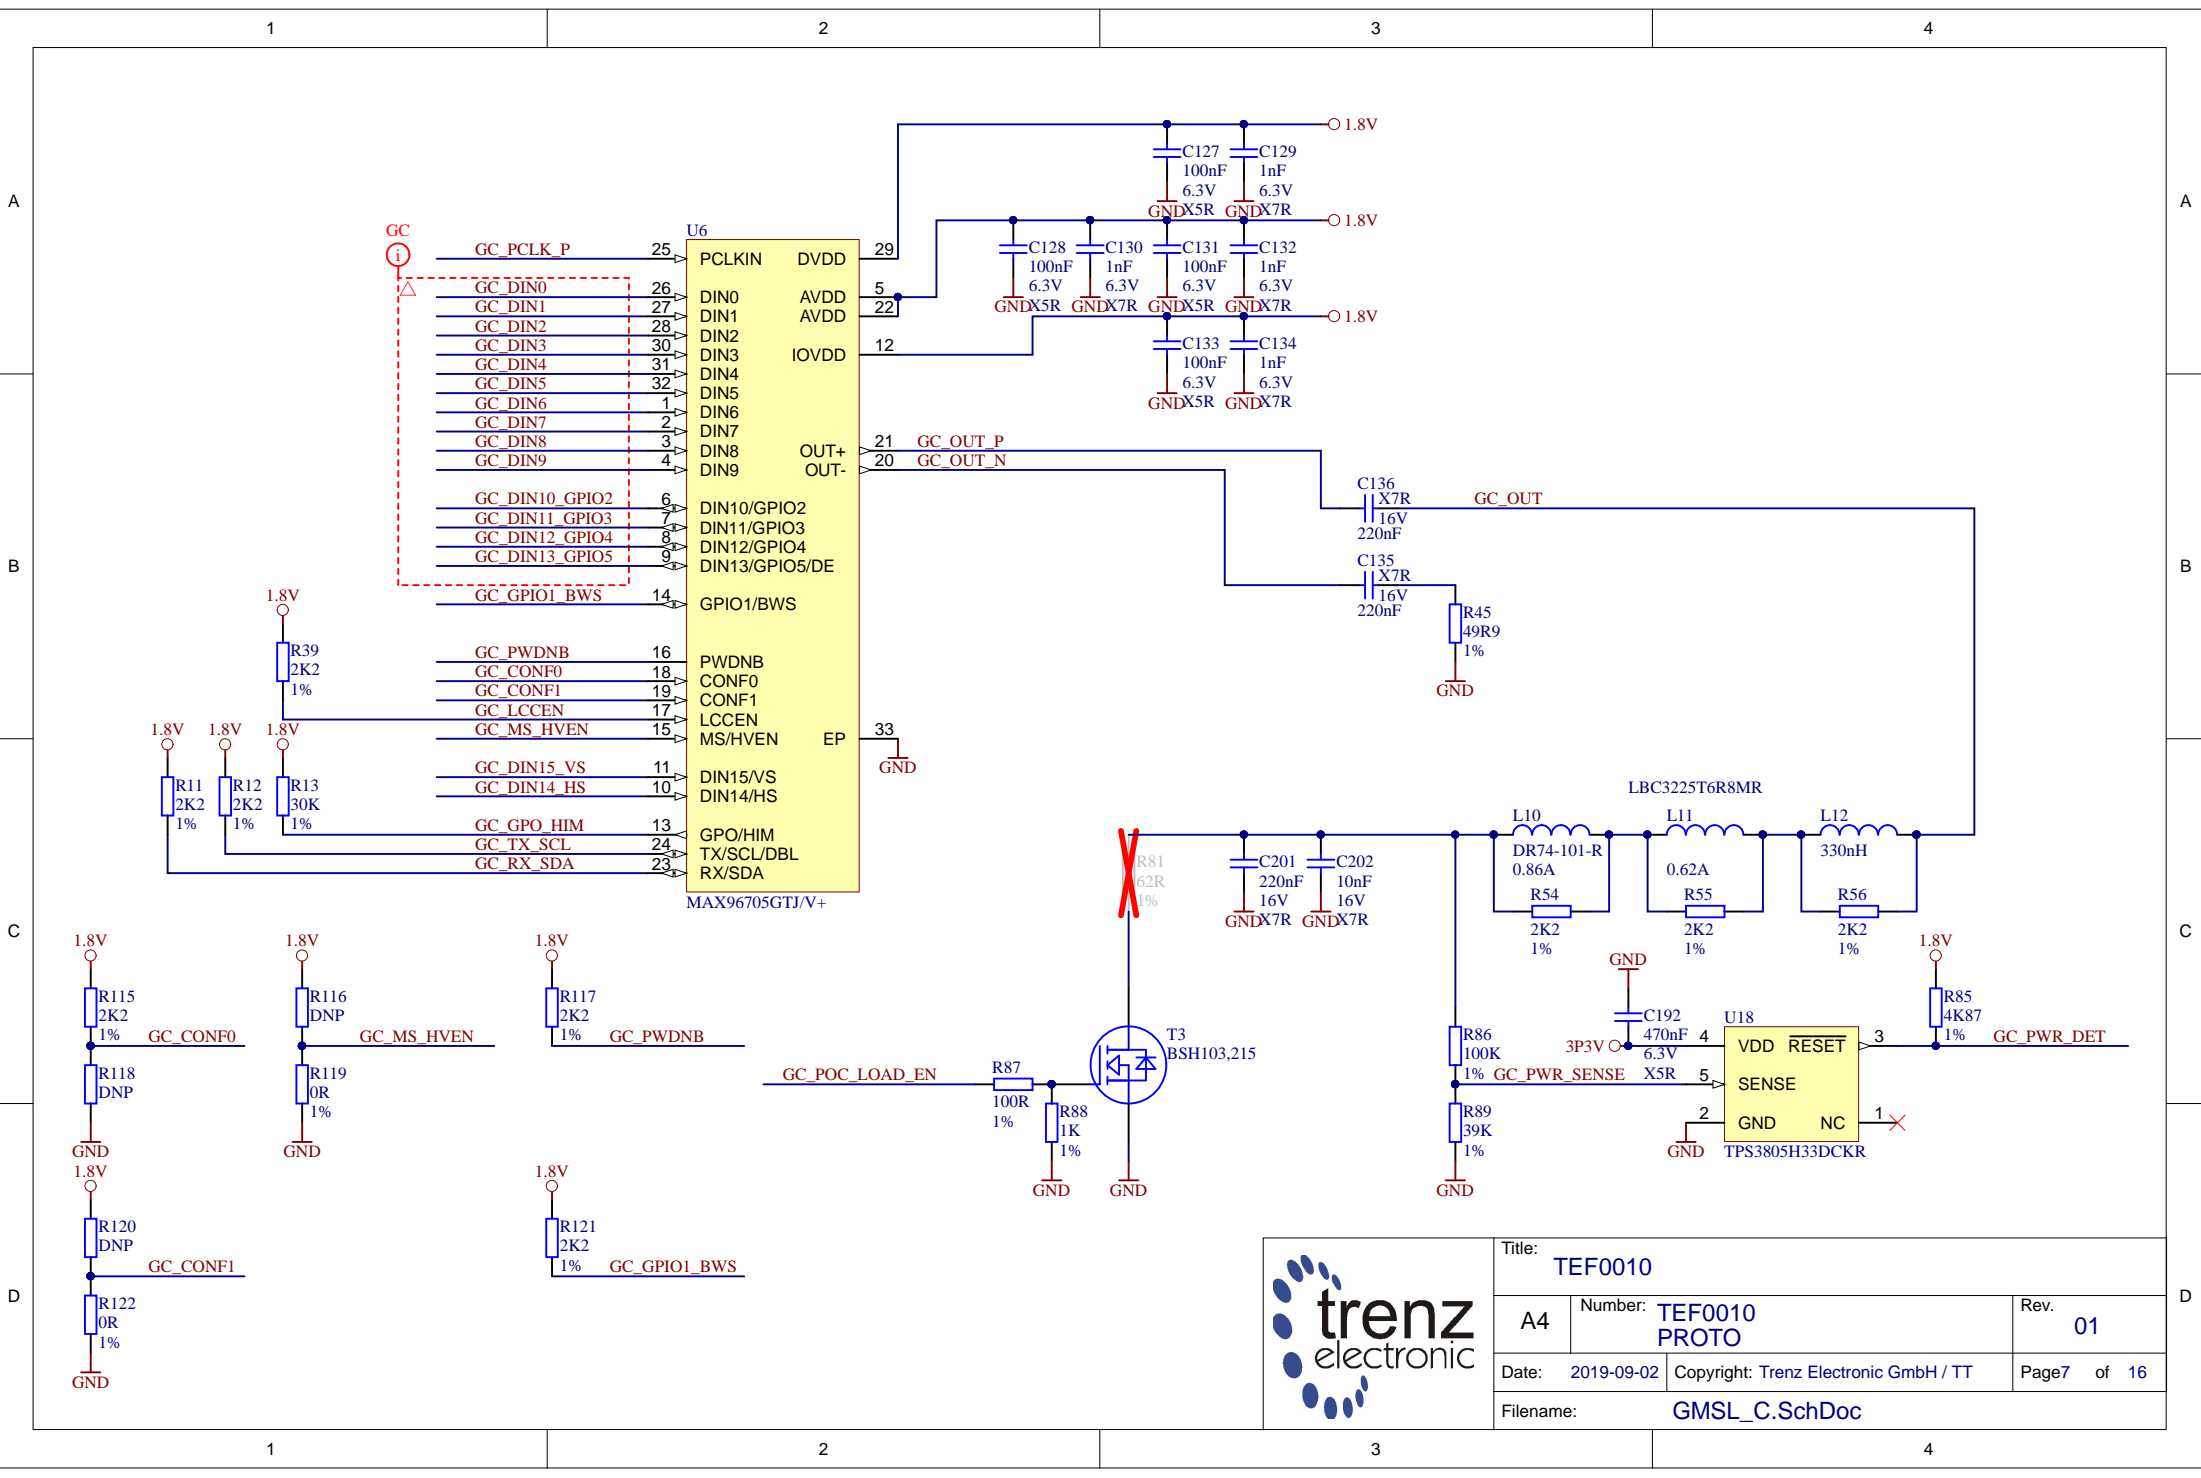 1 2 3 4
A A
B B
C C
D D
1.8V
C127
100nF
6.3V
X5R
GND
C129
1nF
6.3V
X7R
GND
1.8V
C128
100nF
6.3V
X5R
GND
C130
1nF
6.3V
X7R
GND
C131
100nF
6.3V
X5R
GND
C132
1nF
6.3V
X7R
GND
1.8V
C133
100nF
6.3V
X5R
GND
C134
1nF
6.3V
X7R
GND
GC
i
U6
GC_PCLK_P 25 PCLKIN
GC_DIN0 26 DIN0
GC_DIN1 27 DIN1
GC_DIN2 28 DIN2
GC_DIN3 30 DIN3
GC_DIN4 31 DIN4
GC_DIN5 32 DIN5
GC_DIN6 1 DIN6
GC_DIN7 2 DIN7
GC_DIN8 3 DIN8
GC_DIN9 4 DIN9
GC_DIN10_GPIO2 6 DIN10/GPIO2
GC_DIN11_GPIO3 7 DIN11/GPIO3
GC_DIN12_GPIO4 8 DIN12/GPIO4
GC_DIN13_GPIO5 9 DIN13/GPIO5/DE
GC_GPIO1_BWS 14 GPIO1/BWS
GC_PWDNB 16 PWDNB
GC_CONF0 18 CONF0
GC_CONF1 19 CONF1
GC_LCCEN 17 LCCEN
GC_MS_HVEN 15 MS/HVEN
GC_DIN15_VS 11 DIN15/VS
GC_DIN14_HS 10 DIN14/HS
GC_GPO_HIM 13 GPO/HIM
GC_TX_SCL 24 TX/SCL/DBL
GC_RX_SDA 23 RX/SDA
DVDD 29
AVDD 5
AVDD 22
IOVDD 12
OUT+ 21 GC_OUT_P
OUT- 20 GC_OUT_N
EP 33
GND
MAX96705GTJ/V+
C136
X7R
16V
220nF
GC_OUT
C135
X7R
16V
220nF
R45
49R9
1%
GND
1.8V
R39
2K2
1%
1.8V
R11
2K2
1%
1.8V
R12
2K2
1%
1.8V
R13
30K
1%
LBC3225T6R8MR
L10
DR74-101-R
0.86A
R54
2K2
1%
L11
0.62A
R55
2K2
1%
L12
330nH
R56
2K2
1%
R81
62R
1%
C201
220nF
16V
X7R
GND
C202
10nF
16V
X7R
GND
1.8V
R115
2K2
1%
GC_CONF0
R118
DNP
GND
1.8V
R116
DNP
GC_MS_HVEN
R119
0R
1%
GND
1.8V
R117
2K2
1%
GC_PWDNB
GC_POC_LOAD_EN
R87
100R
1%
R88
1K
1%
GND
T3
BSH103,215
GND
R86
100K
1%
GC_PWR_SENSE
R89
39K
1%
GND
GND
C192
470nF
6.3V
X5R
3P3V
U18
4 VDD
5 SENSE
2 GND
RESET 3
NC 1
GND
TPS3805H33DCKR
1.8V
R85
4K87
1%
GC_PWR_DET
1.8V
R120
DNP
GC_CONF1
R122
0R
1%
GND
1.8V
R121
2K2
1%
GC_GPIO1_BWS
trenz
electronic
Title:
TEF0010
A4
Number: TEF0010
PROTO
Rev.
01
Date: 2019-09-02
Copyright: Trenz Electronic GmbH / TT
Page7 of 16
Filename: GMSL_C.SchDoc
1 2 3 4